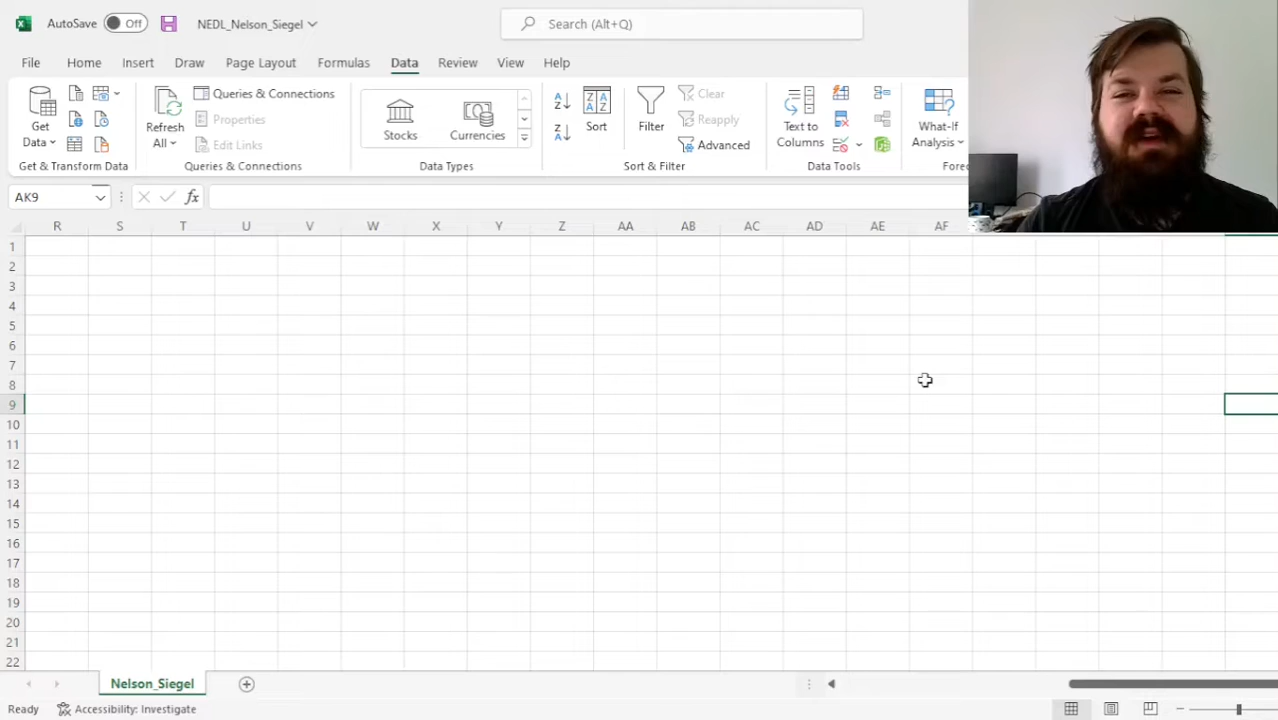 AutoSave Off NEDL_Nelson_Siegel Search (Alt+Q)
File Home Insert Draw Page Layout Formulas Data Review View Help
Get Data Refresh All Queries & Connections Properties Edit Links Stocks Currencies Sort Filter Clear Reapply Advanced Text to Columns What-If Analysis
Get & Transform Data Queries & Connections Data Types Sort & Filter Data Tools Forec
AK9 fx
R S T U V W X Y Z AA AB AC AD AE AF
1
2
3
4
5
6
7
8
9
10
11
12
13
14
15
16
17
18
19
20
21
22
Nelson_Siegel
Ready Accessibility: Investigate